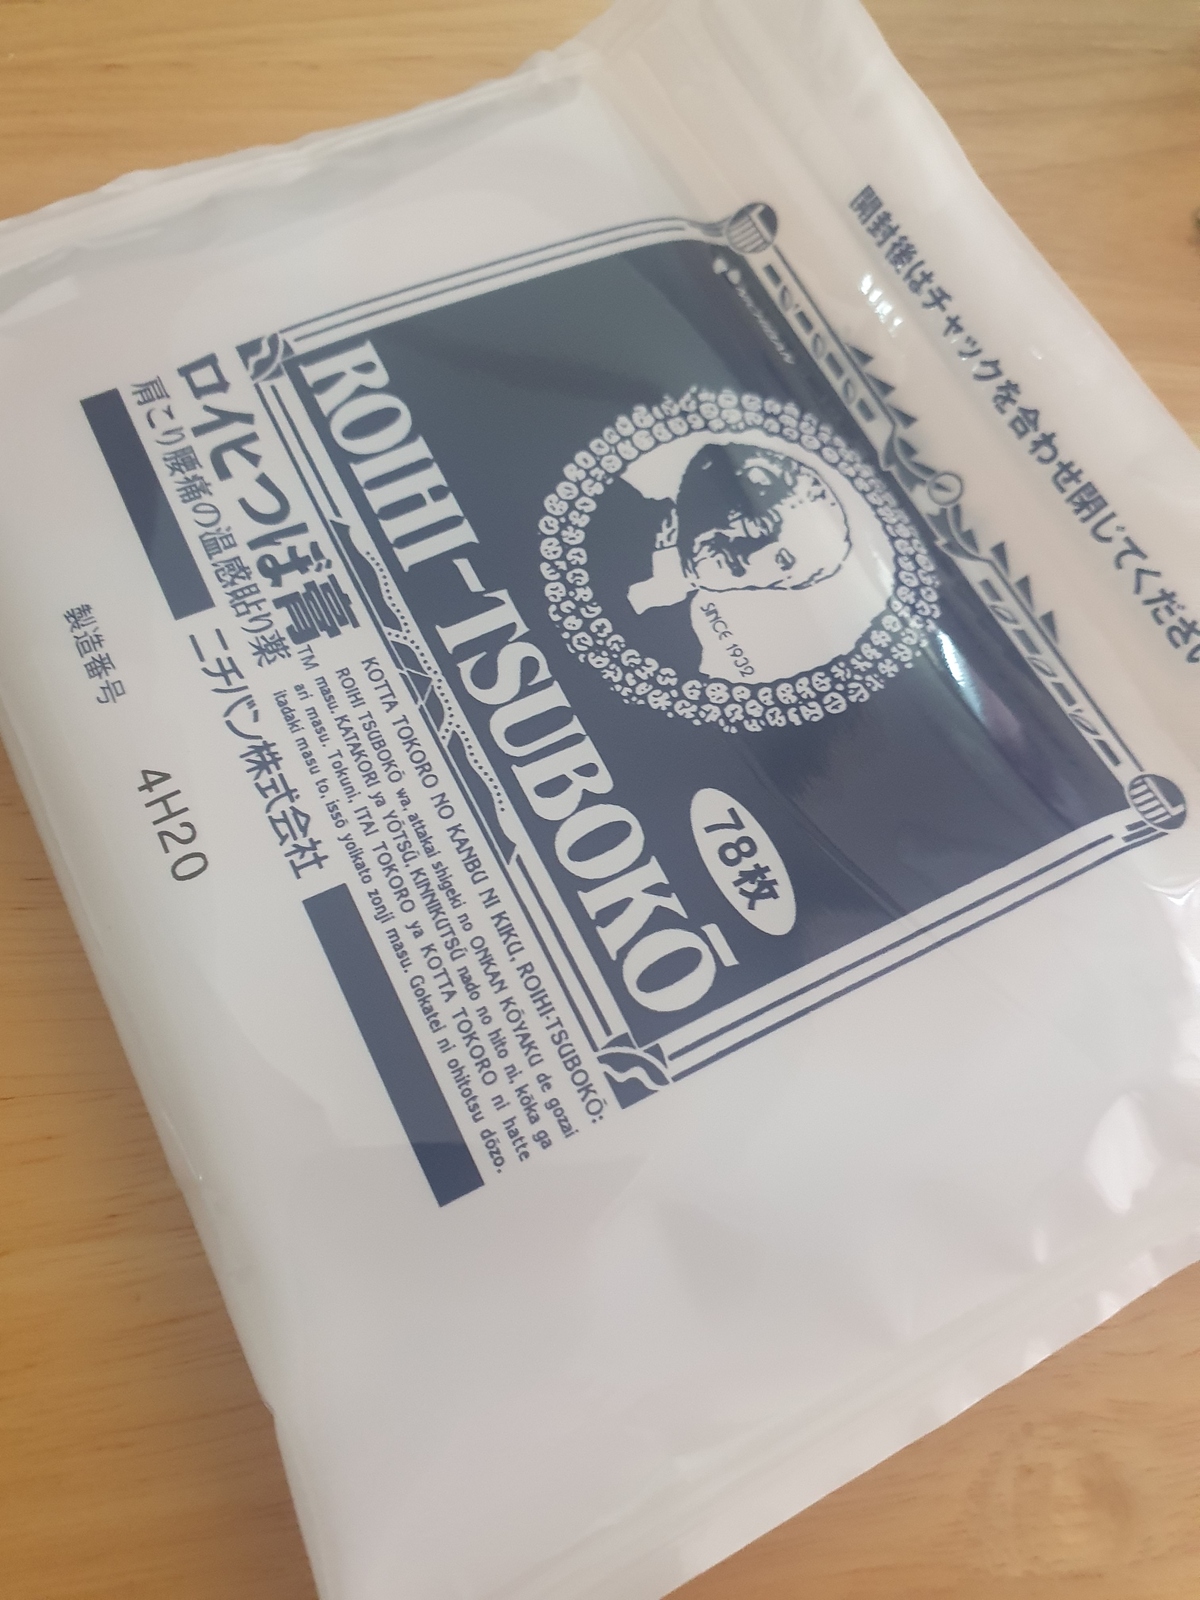 開封後はチャックを合わせ閉じてください
NICHIBAN
SINCE 1932
78枚
ROIHI-TSUBOKŌ
KOTTA TOKORO NO KANBU NI KIKU, ROIHI-TSUBOKŌ:
ROIHI TSUBOKŌ wa, attakai shigeki no ONKAN KŌYAKU de gozai
masu. KATAKORI ya YŌTSŪ, KINNIKUTSŪ nado no hito ni, kōka ga
ari masu. Tokuni, ITAI TOKORO ya KOTTA TOKORO ni hatte
itadaki masu to, issō yoikato zonji masu. Gokatei ni ohitotsu dōzo.
ロイヒつぼ膏™
肩こり腰痛の温感貼り薬
ニチバン株式会社
製造番号 4H20